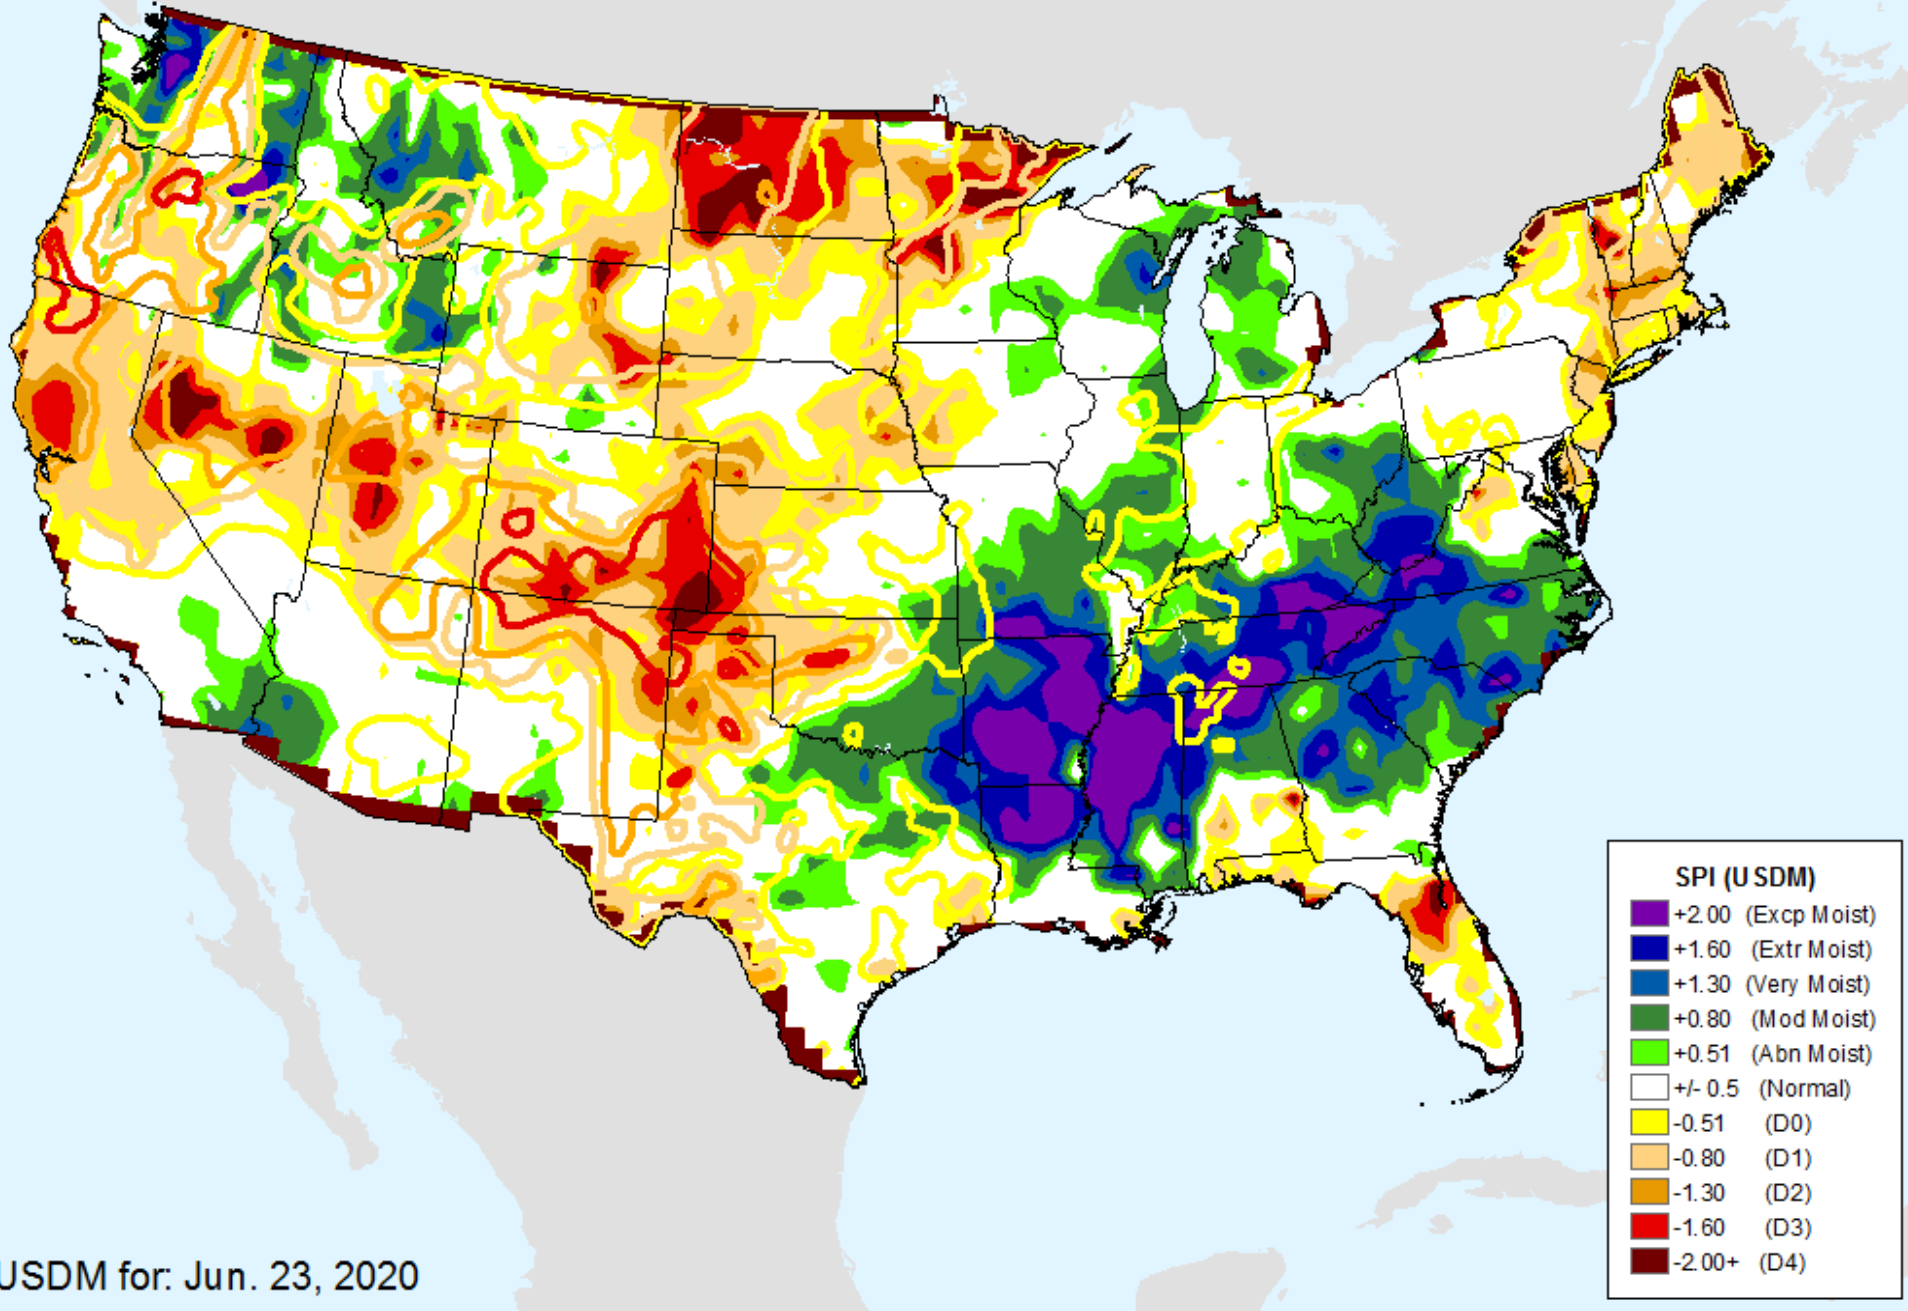 SPI (USDM)
+2.00 (Excp Moist)
+1.60 (Extr Moist)
+1.30 (Very Moist)
+0.80 (Mod Moist)
+0.51 (Abn Moist)
+/- 0.5 (Normal)
-0.51 (D0)
-0.80 (D1)
-1.30 (D2)
-1.60 (D3)
-2.00+ (D4)
USDM for: Jun. 23, 2020